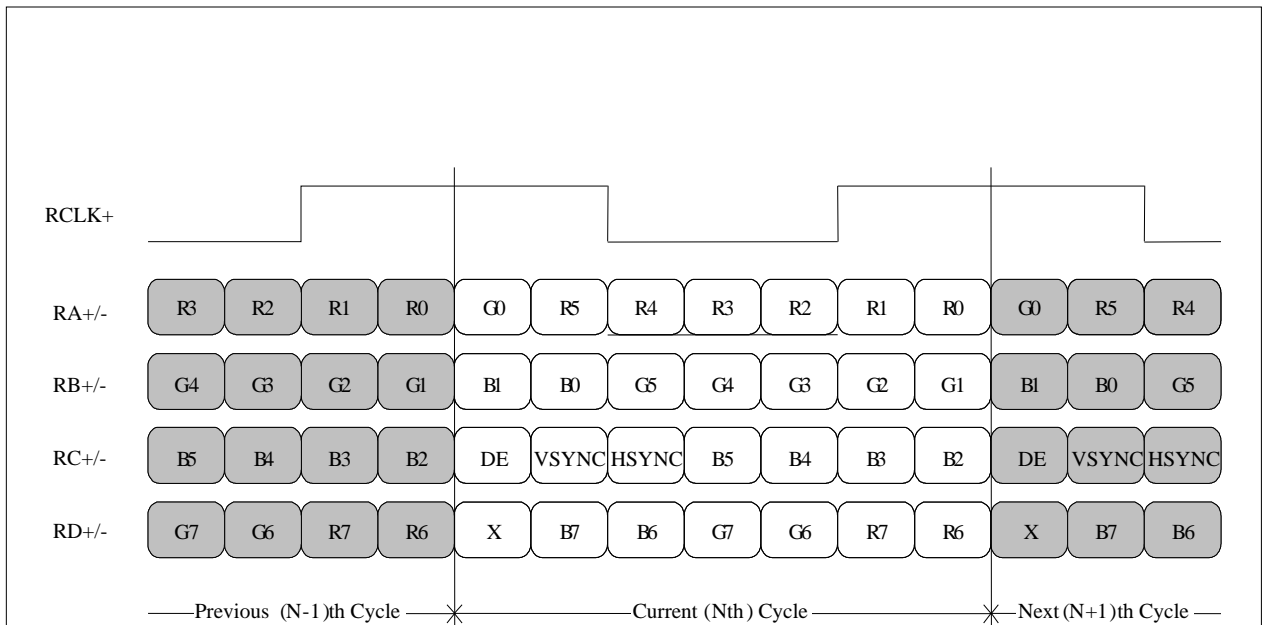 RCLK+
RA+/- R3 R2 R1 R0 G0 R5 R4 R3 R2 R1 R0 G0 R5 R4
RB+/- G4 G3 G2 G1 B1 B0 G5 G4 G3 G2 G1 B1 B0 G5
RC+/- B5 B4 B3 B2 DE VSYNC HSYNC B5 B4 B3 B2 DE VSYNC HSYNC
RD+/- G7 G6 R7 R6 X B7 B6 G7 G6 R7 R6 X B7 B6
Previous (N-1)th Cycle Current (Nth) Cycle Next (N+1)th Cycle